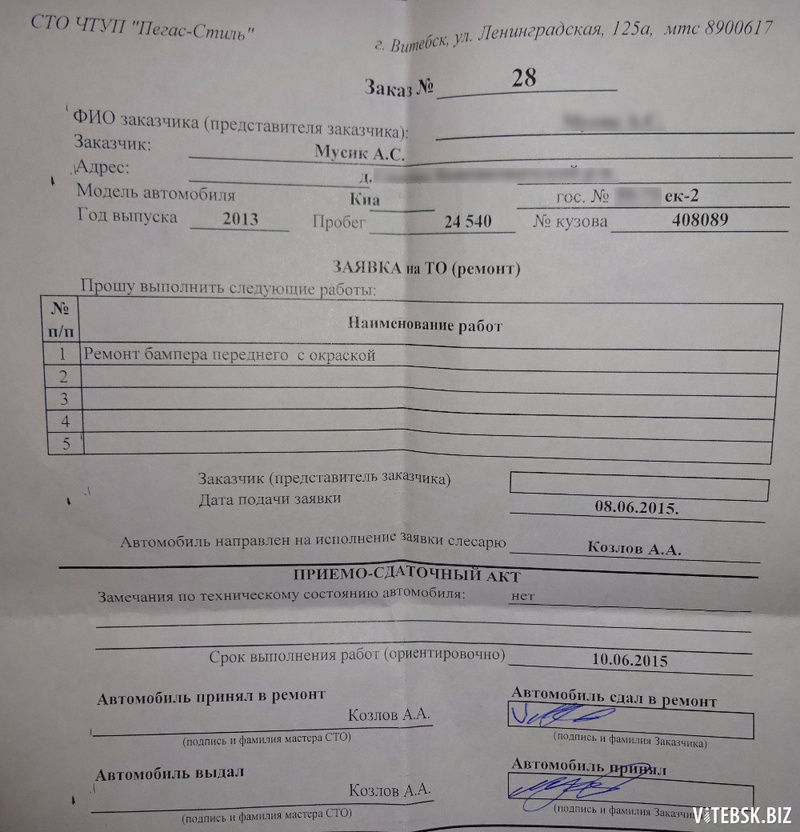 СТО ЧТУП "Пегас-Стиль"
г. Витебск, ул. Ленинградская, 125а, мтс 8900617
Заказ № 28
ФИО заказчика (представителя заказчика):
Заказчик: Мусик А.С.
Адрес: д.
Модель автомобиля Киа гос. № ек-2
Год выпуска 2013 Пробег 24 540 № кузова 408089
ЗАЯВКА на ТО (ремонт)
Прошу выполнить следующие работы:
№ п/п Наименование работ
1 Ремонт бампера переднего с окраской
2
3
4
5
Заказчик (представитель заказчика)
Дата подачи заявки 08.06.2015.
Автомобиль направлен на исполнение заявки слесарю Козлов А.А.
ПРИЕМО-СДАТОЧНЫЙ АКТ
Замечания по техническому состоянию автомобиля: нет
Срок выполнения работ (ориентировочно) 10.06.2015
Автомобиль принял в ремонт Автомобиль сдал в ремонт
Козлов А.А.
(подпись и фамилия мастера СТО) (подпись и фамилия Заказчика)
Автомобиль выдал Автомобиль принял
Козлов А.А.
(подпись и фамилия мастера СТО) (подпись и фамилия Заказчика)
VITEBSK.BIZ